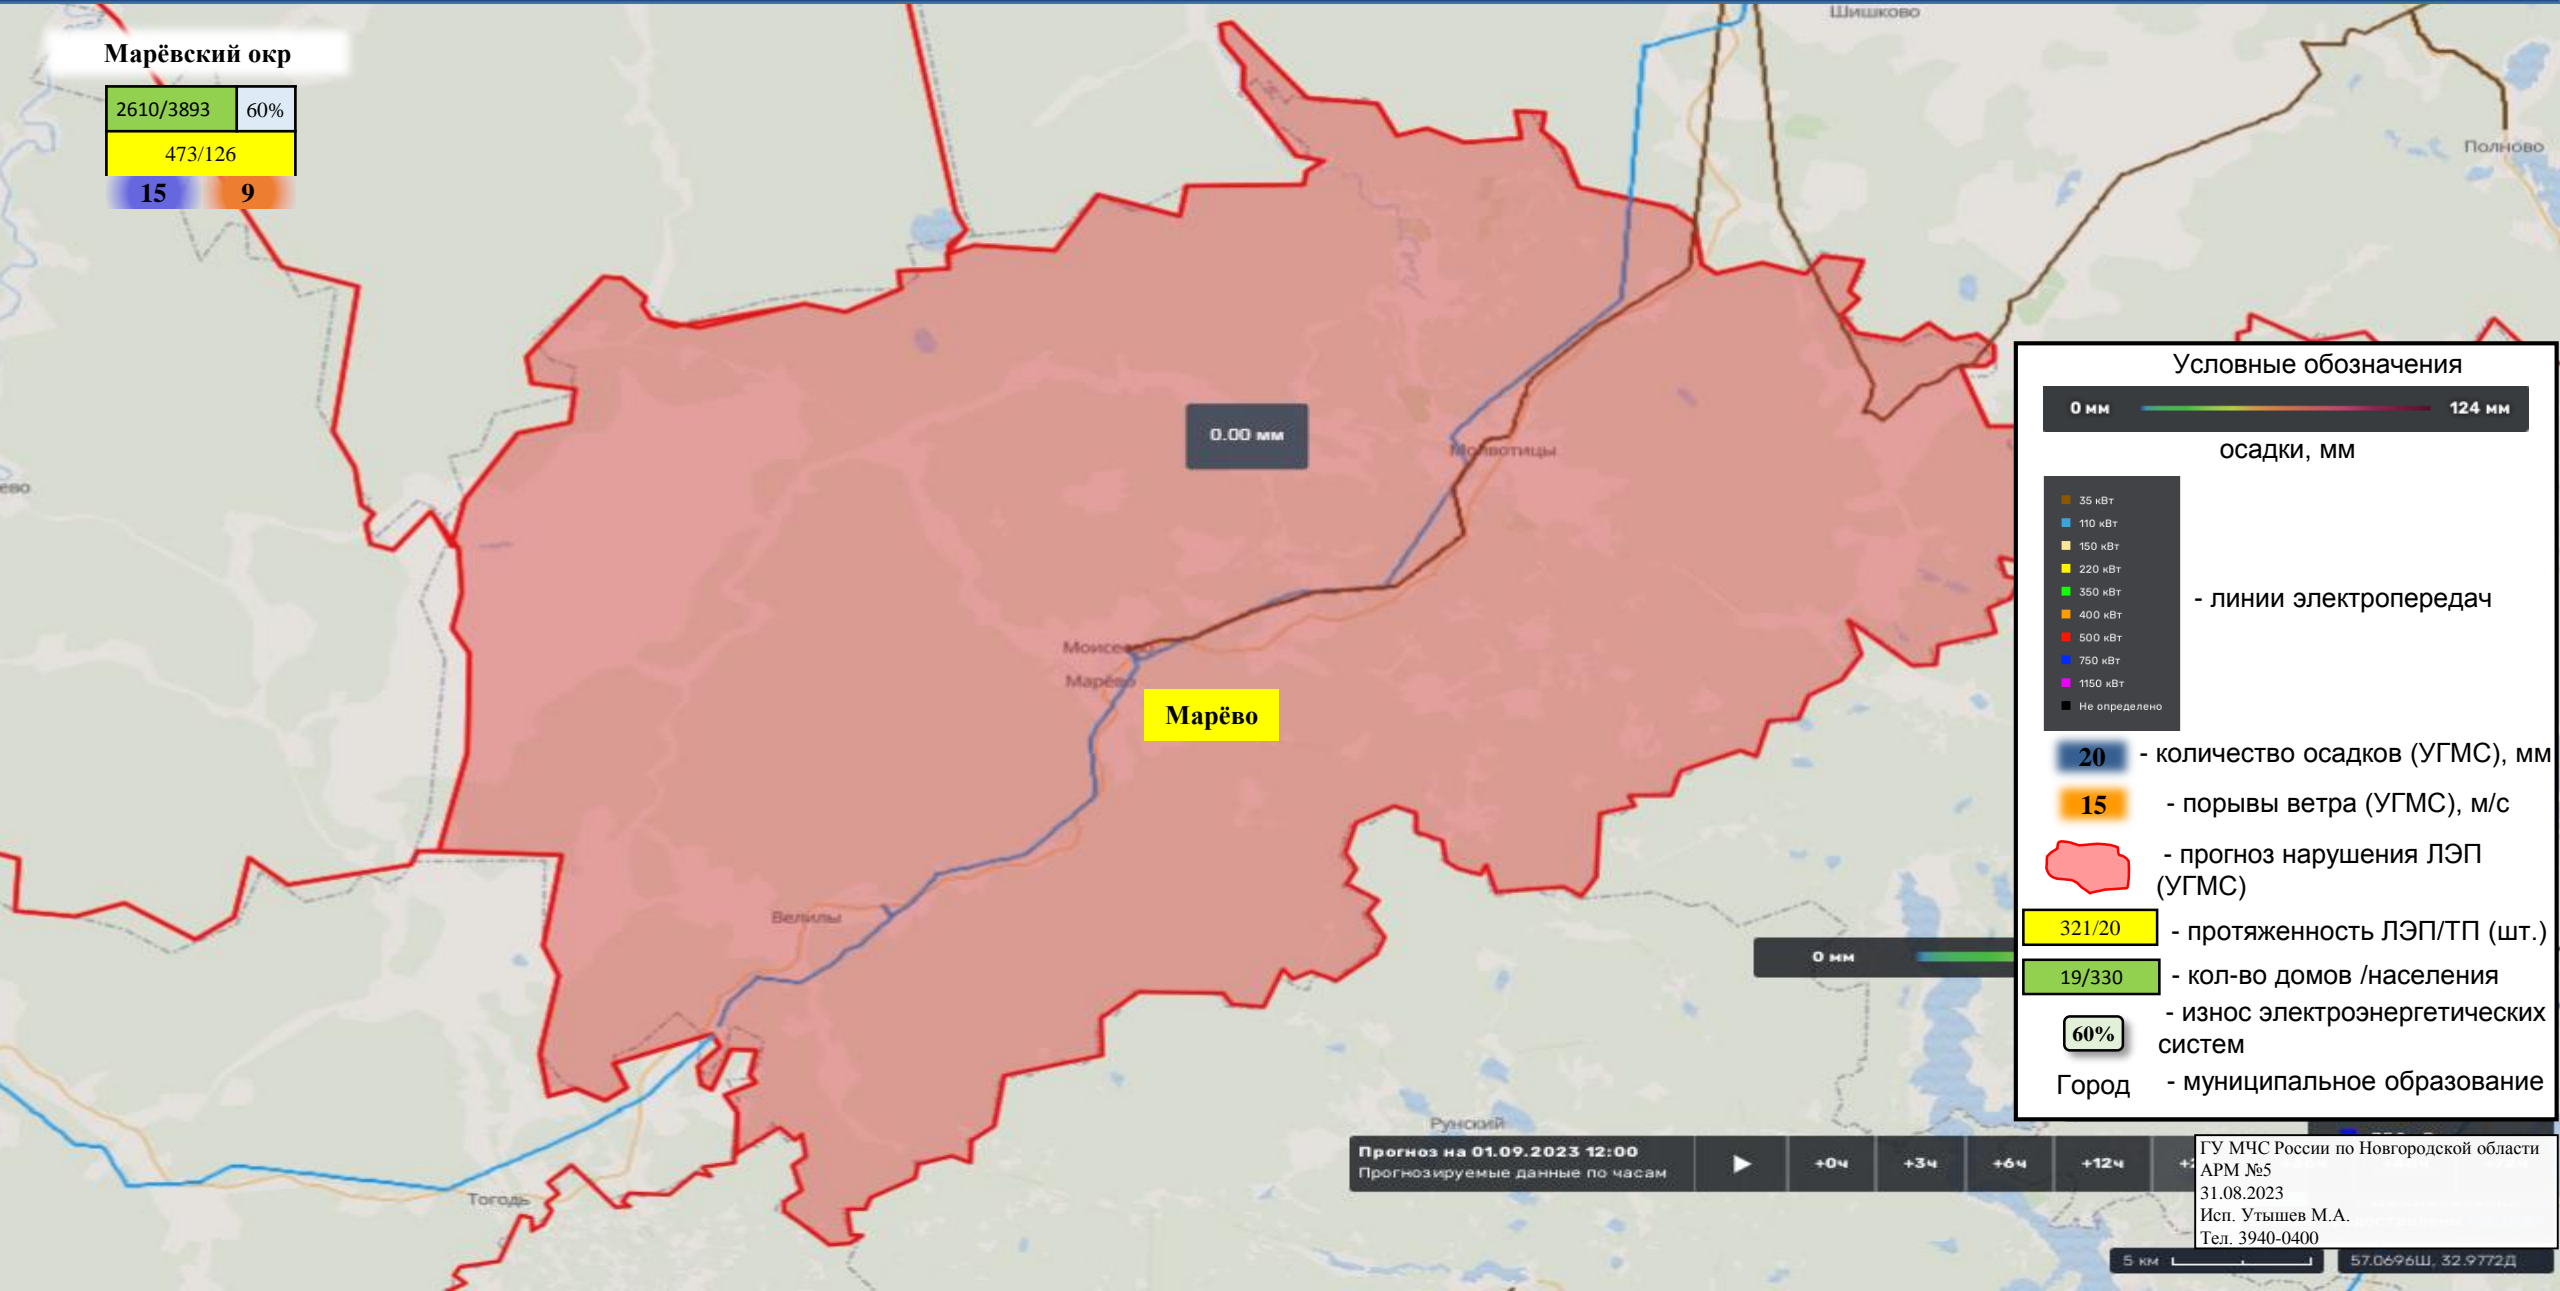 Шишково
Марёвский окр
2610/3893 60%
473/126
15 9
Полново
ево
0.00 мм
Молвотицы
Моисеево
Марёво
Марёво
Велилы
0 мм
Рунский
Тогодь
Условные обозначения
0 мм 124 мм
осадки, мм
35 кВт
110 кВт
150 кВт
220 кВт
350 кВт
400 кВт
500 кВт
750 кВт
1150 кВт
Не определено
- линии электропередач
20 - количество осадков (УГМС), мм
15 - порывы ветра (УГМС), м/с
- прогноз нарушения ЛЭП
(УГМС)
321/20 - протяженность ЛЭП/ТП (шт.)
19/330 - кол-во домов /населения
- износ электроэнергетических
60% систем
Город - муниципальное образование
Прогноз на 01.09.2023 12:00
Прогнозируемые данные по часам
+0ч +3ч +6ч +12ч
ГУ МЧС России по Новгородской области
АРМ №5
31.08.2023
Исп. Утышев М.А.
Тел. 3940-0400
5 км
57.0696Ш, 32.9772Д